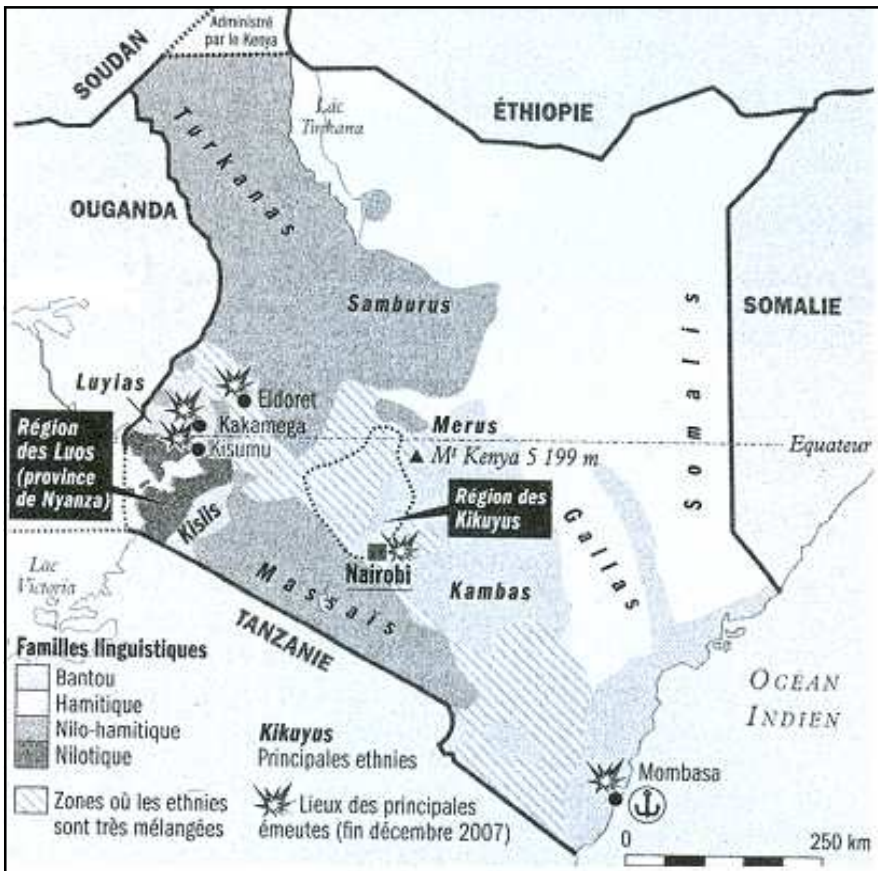 Administré
par le Kenya
SOUDAN
Lac
Turkana
ÉTHIOPIE
Turkanas
OUGANDA
Samburus
Somalis
SOMALIE
Luyias
Eldoret
Kakamega
Kisumu
Région
des Luos
(province
de Nyanza)
Merus
Equateur
Mt Kenya 5 199 m
Région des
Kikuyus
Kisiis
Gallas
Nairobi
Lac
Victoria
Massaïs
Kambas
TANZANIE
Familles linguistiques
Bantou
Hamitique
Nilo-hamitique
Nilotique
Zones où les ethnies
sont très mélangées
Kikuyus
Principales ethnies
Lieux des principales
émeutes (fin décembre 2007)
OCÉAN
INDIEN
Mombasa
0 250 km